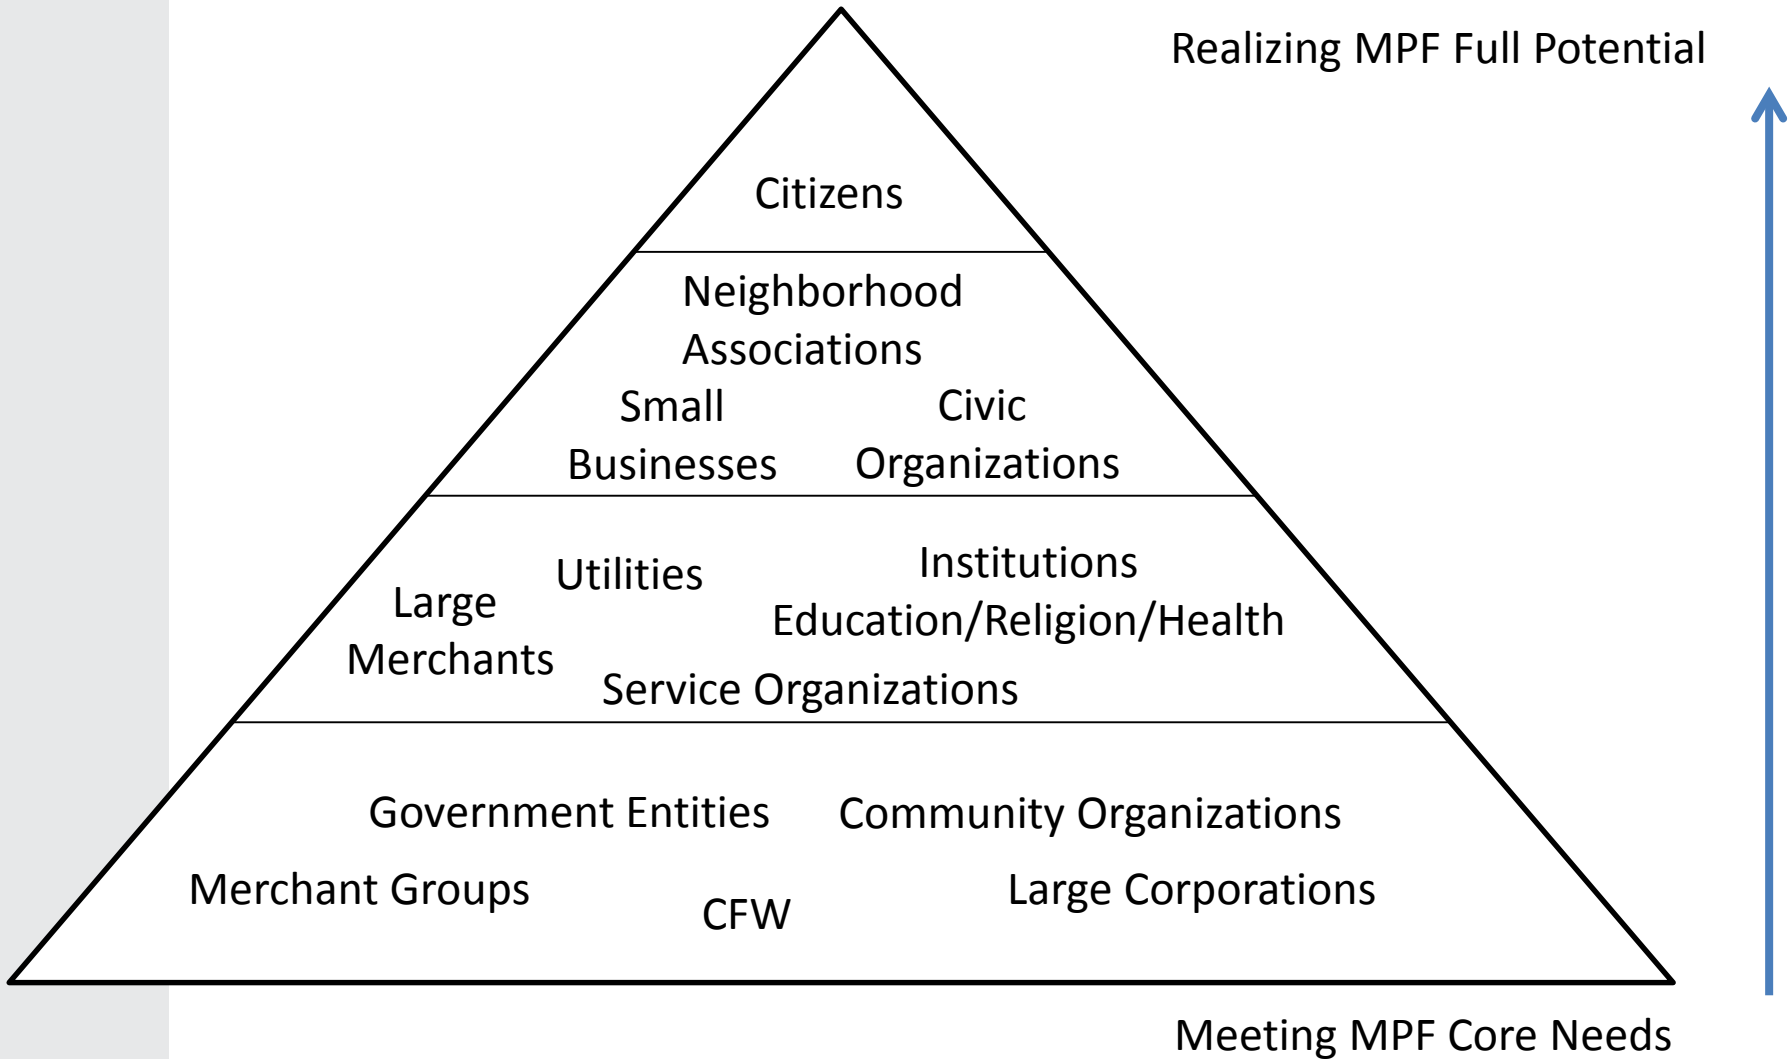 Realizing MPF Full Potential
Citizens
Neighborhood
Associations
Small
Businesses
Civic
Organizations
Utilities
Institutions
Education/Religion/Health
Large
Merchants
Service Organizations
Government Entities
Community Organizations
Merchant Groups
CFW
Large Corporations
Meeting MPF Core Needs